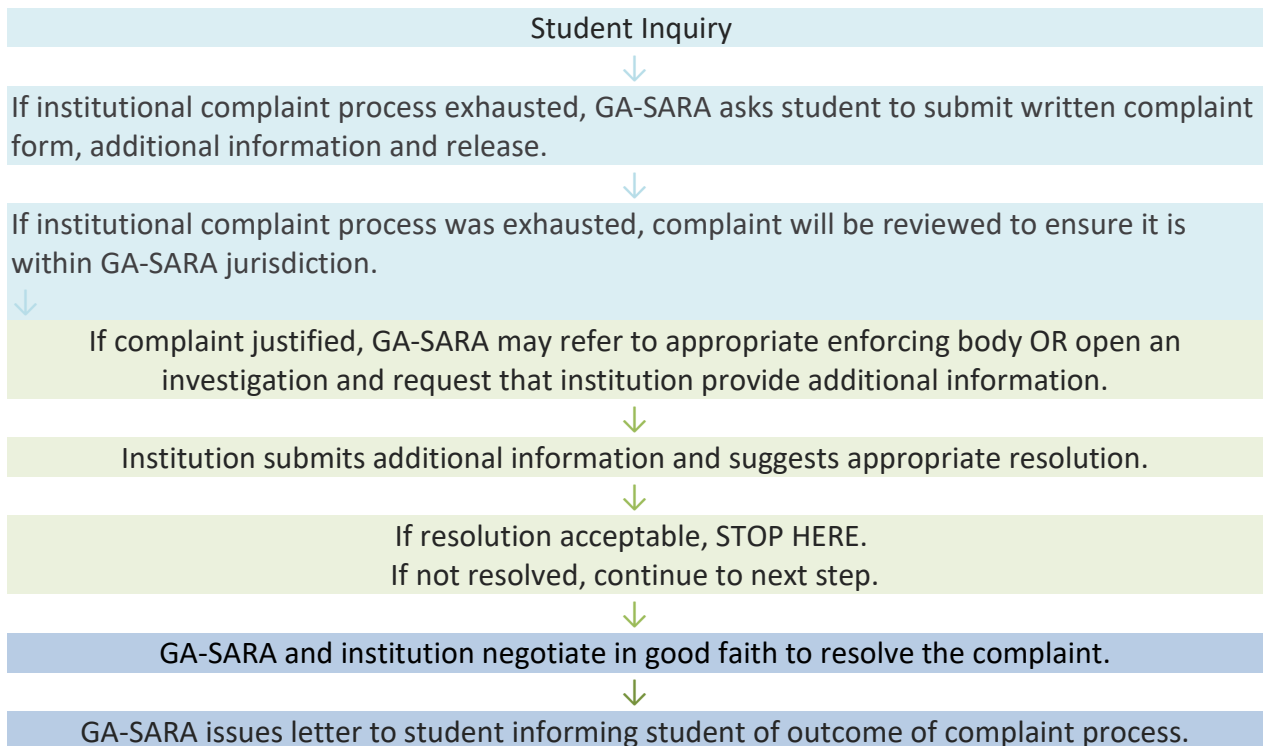 Student Inquiry
If institutional complaint process exhausted, GA-SARA asks student to submit written complaint
form, additional information and release.
If institutional complaint process was exhausted, complaint will be reviewed to ensure it is
within GA-SARA jurisdiction.
If complaint justified, GA-SARA may refer to appropriate enforcing body OR open an
investigation and request that institution provide additional information.
Institution submits additional information and suggests appropriate resolution.
If resolution acceptable, STOP HERE.
If not resolved, continue to next step.
GA-SARA and institution negotiate in good faith to resolve the complaint.
GA-SARA issues letter to student informing student of outcome of complaint process.